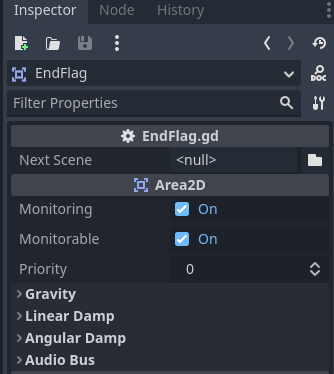 Inspector Node History
EndFlag DOC
Filter Properties
EndFlag.gd
Next Scene <null>
Area2D
Monitoring On
Monitorable On
Priority 0
Gravity
Linear Damp
Angular Damp
Audio Bus